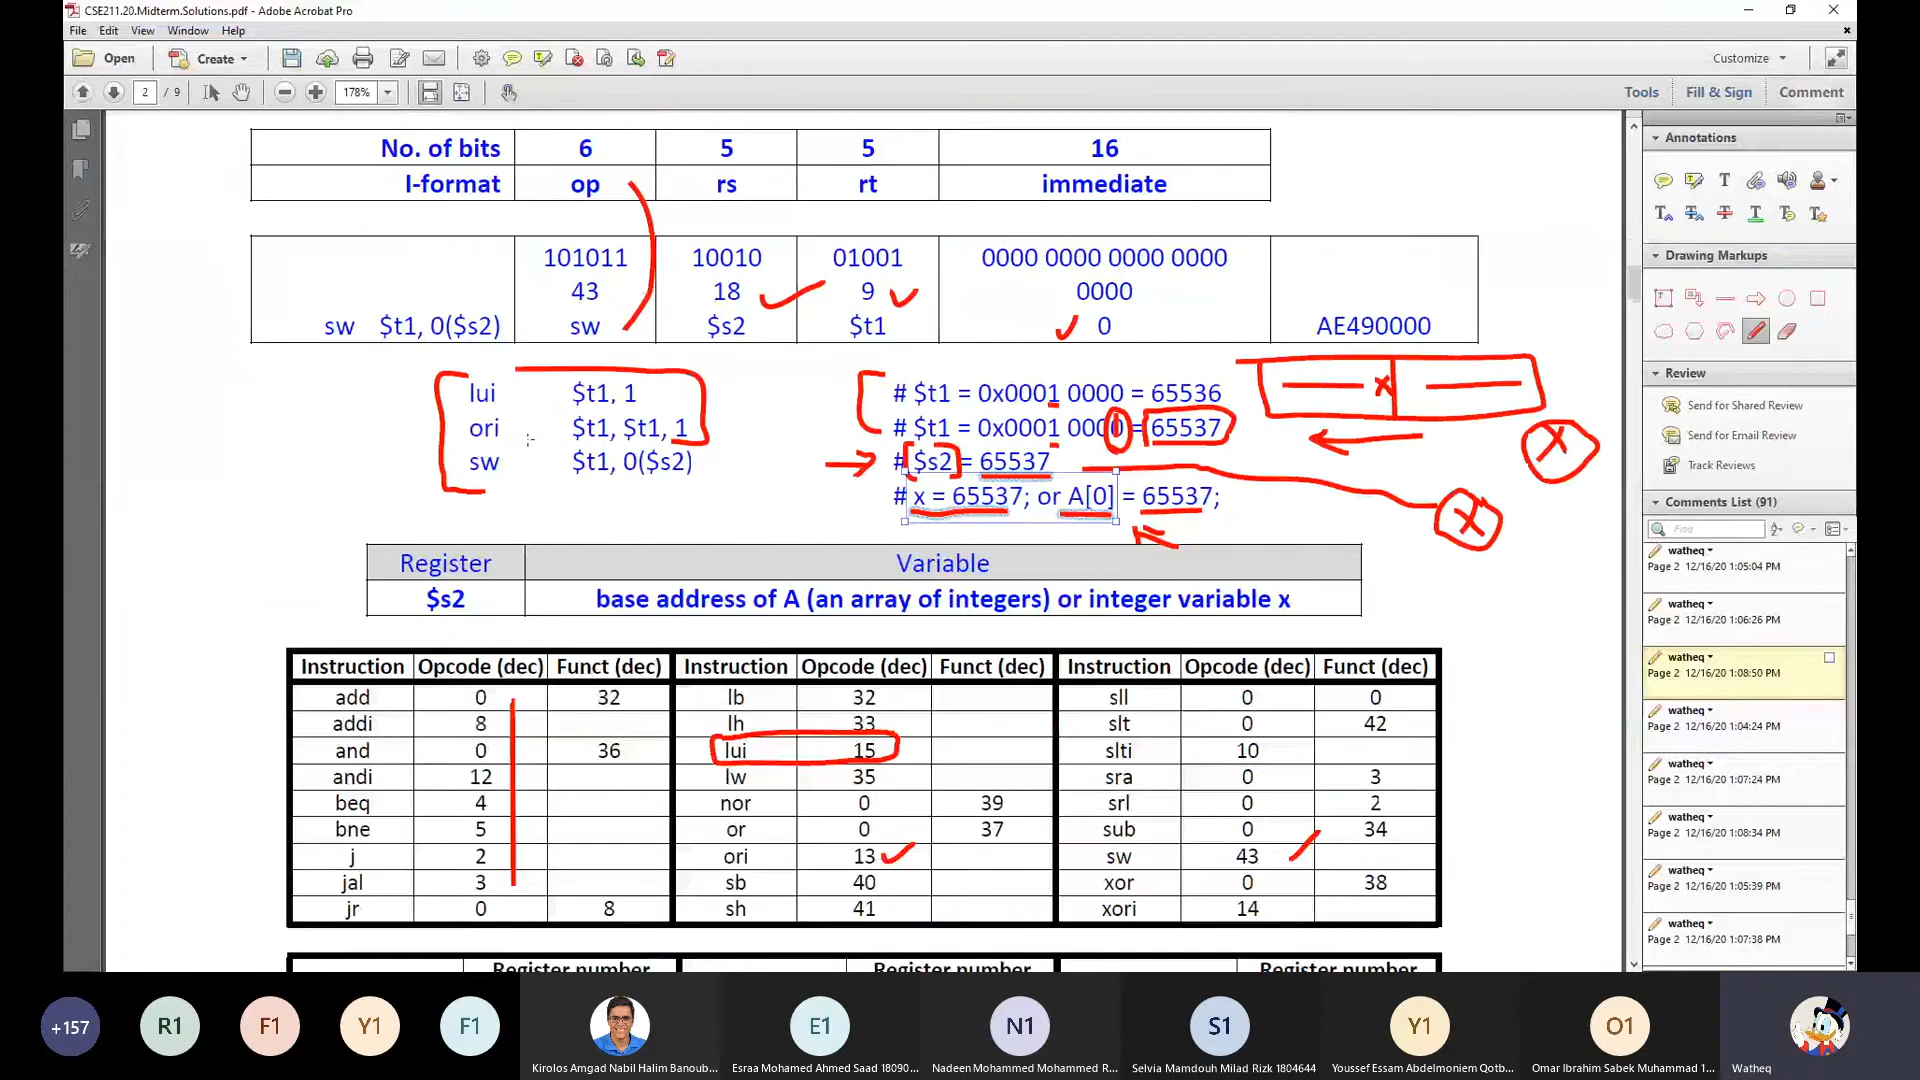 CSE211.20.Midterm.Solutions.pdf - Adobe Acrobat Pro
File Edit View Window Help
Open Create Customize
2 / 9 178% Tools Fill & Sign Comment
No. of bits 6 5 5 16
I-format op rs rt immediate
101011 10010 01001 0000 0000 0000 0000
43 18 9 0000
sw $t1, 0($s2) sw $s2 $t1 0 AE490000
lui $t1, 1 # $t1 = 0x0001 0000 = 65536
ori $t1, $t1, 1 # $t1 = 0x0001 0000 = 65537
sw $t1, 0($s2) # $s2 = 65537
# x = 65537; or A[0] = 65537;
x
X
X
Register Variable
$s2 base address of A (an array of integers) or integer variable x
Instruction Opcode (dec) Funct (dec) Instruction Opcode (dec) Funct (dec) Instruction Opcode (dec) Funct (dec)
add 0 32 lb 32 sll 0 0
addi 8 lh 33 slt 0 42
and 0 36 lui 15 slti 10
andi 12 lw 35 sra 0 3
beq 4 nor 0 39 srl 0 2
bne 5 or 0 37 sub 0 34
j 2 ori 13 sw 43
jal 3 sb 40 xor 0 38
jr 0 8 sh 41 xori 14
Register number Register number Register number
Annotations
Drawing Markups
Review
Send for Shared Review
Send for Email Review
Track Reviews
Comments List (91)
Find
watheq
Page 2 12/16/20 1:05:04 PM
watheq
Page 2 12/16/20 1:06:26 PM
watheq
Page 2 12/16/20 1:08:50 PM
watheq
Page 2 12/16/20 1:04:24 PM
watheq
Page 2 12/16/20 1:07:24 PM
watheq
Page 2 12/16/20 1:08:34 PM
watheq
Page 2 12/16/20 1:05:39 PM
watheq
Page 2 12/16/20 1:07:38 PM
+157 R1 F1 Y1 F1 E1 N1 S1 Y1 O1
Kirolos Amgad Nabil Halim Banoub... Esraa Mohamed Ahmed Saad 18090... Nadeen Mohammed Mohammed R... Selvia Mamdouh Milad Rizk 1804644 Youssef Essam Abdelmoniem Qotb... Omar Ibrahim Sabek Muhammad 1... Watheq